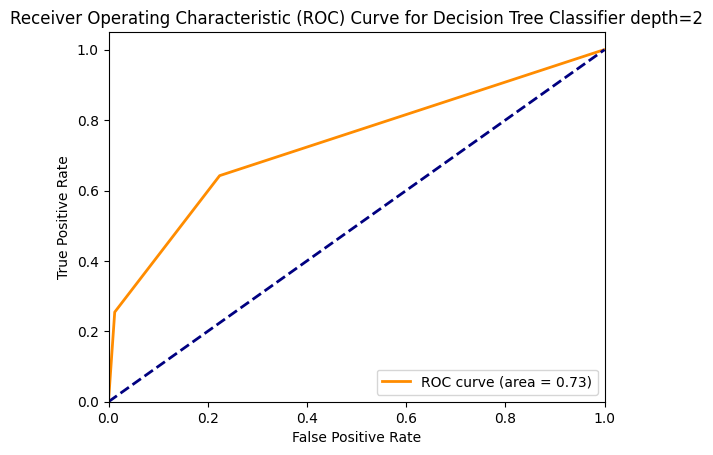 Receiver Operating Characteristic (ROC) Curve for Decision Tree Classifier depth=2
1.0
0.8
0.6
0.4
0.2
0.0
True Positive Rate
ROC curve (area = 0.73)
0.0 0.2 0.4 0.6 0.8 1.0
False Positive Rate